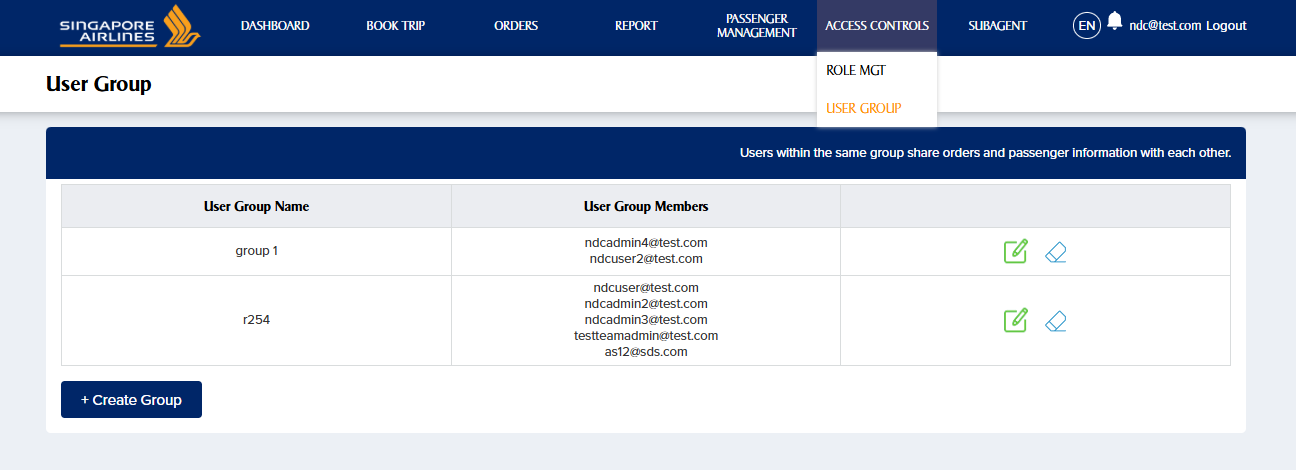 SINGAPORE
AIRLINES
DASHBOARD
BOOK TRIP
ORDERS
REPORT
PASSENGER
MANAGEMENT
ACCESS CONTROLS
SUBAGENT
EN
ndc@test.com Logout
ROLE MGT
USER GROUP
User Group
Users within the same group share orders and passenger information with each other.
User Group Name
User Group Members
group 1
ndcadmin4@test.com
ndcuser2@test.com
r254
ndcuser@test.com
ndcadmin2@test.com
ndcadmin3@test.com
testteamadmin@test.com
as12@sds.com
+ Create Group